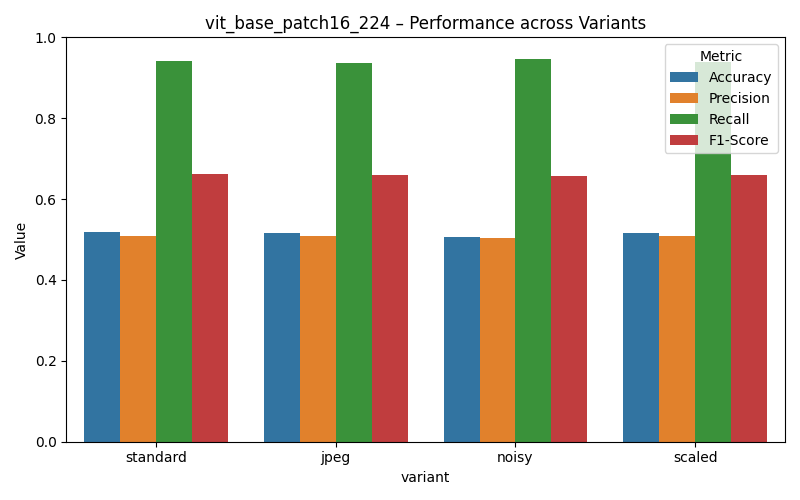 vit_base_patch16_224 – Performance across Variants
Value
1.0
0.8
0.6
0.4
0.2
0.0
Metric
Accuracy
Precision
Recall
F1-Score
standard
jpeg
noisy
scaled
variant